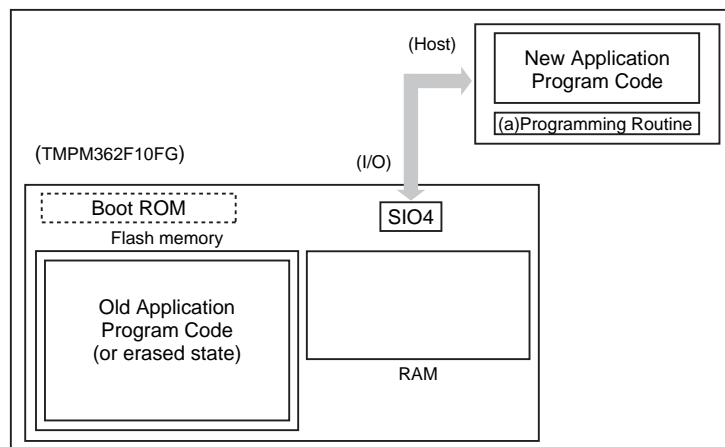 (Host)
New Application
Program Code
(a)Programming Routine
(TMPM362F10FG)
(I/O)
Boot ROM
SIO4
Flash memory
Old Application
Program Code
(or erased state)
RAM